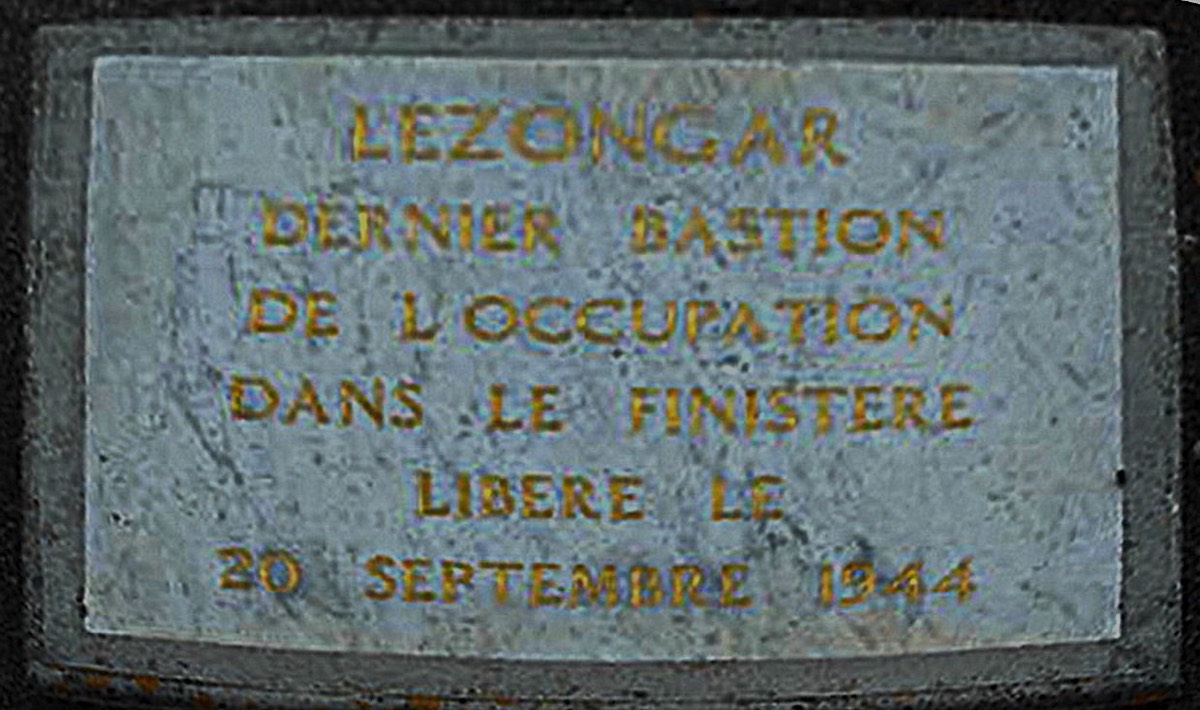 LEZONGAR
DERNIER BASTION
DE L'OCCUPATION
DANS LE FINISTERE
LIBERE LE
20 SEPTEMBRE 1944